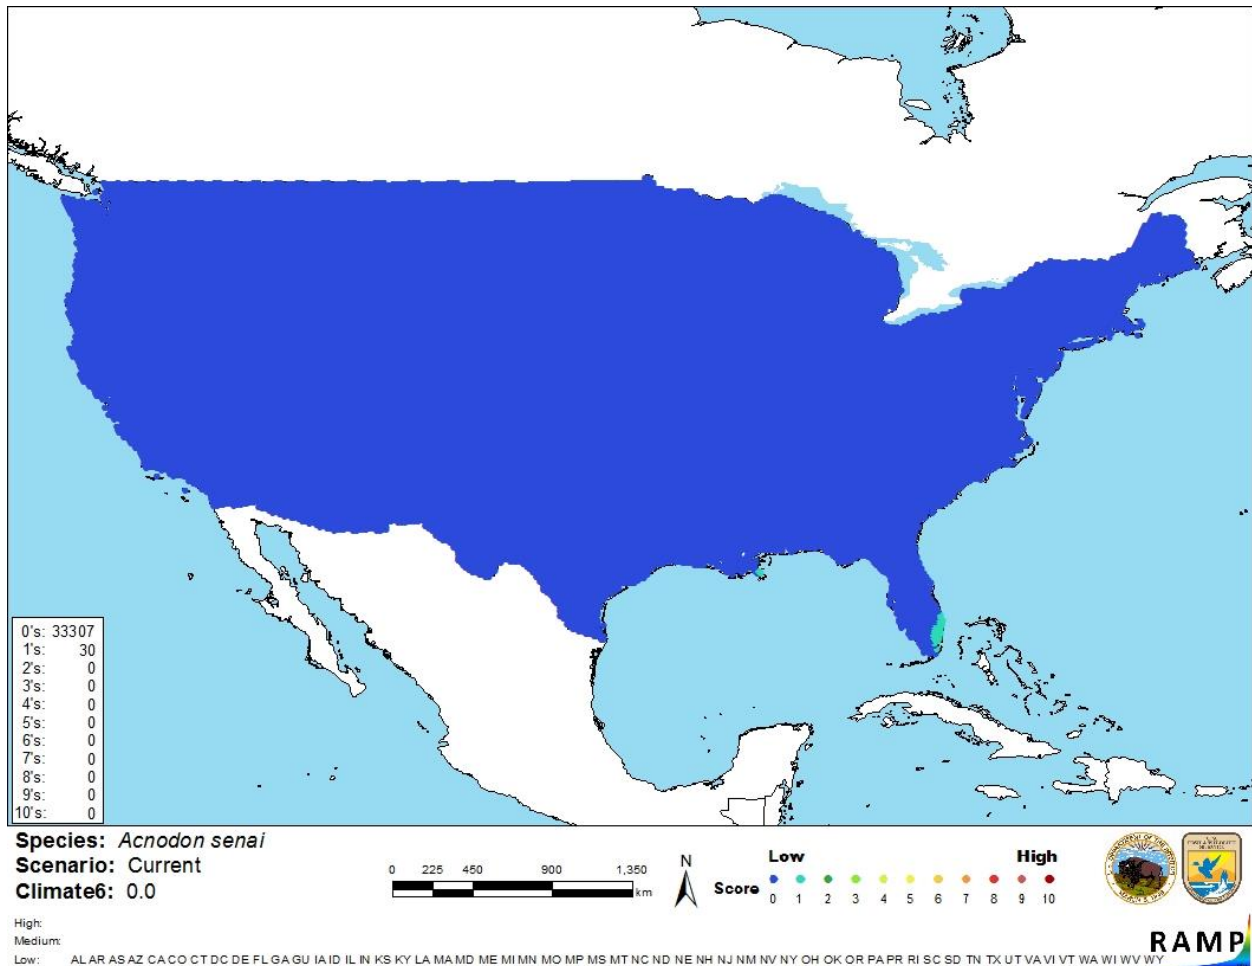 0's: 33307
1's: 30
2's: 0
3's: 0
4's: 0
5's: 0
6's: 0
7's: 0
8's: 0
9's: 0
10's: 0
Species: Acnodon senai
Scenario: Current
Climate6: 0.0
0 225 450 900 1,350
km
N
Low High
Score 0 1 2 3 4 5 6 7 8 9 10
RAMP
High:
Medium:
Low: AL AR AS AZ CA CO CT DC DE FL GA GU IA ID IL IN KS KY LA MA MD ME MI MN MO MP MS MT NC ND NE NH NJ NM NV NY OH OK OR PA PR RI SC SD TN TX UT VA VI VT WA WI WV WY